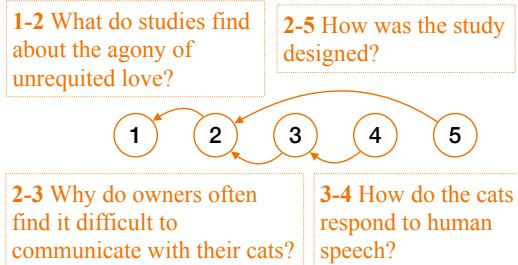 1-2 What do studies find
about the agony of
unrequited love?
2-5 How was the study
designed?
1 2 3 4 5
2-3 Why do owners often
find it difficult to
communicate with their cats?
3-4 How do the cats
respond to human
speech?